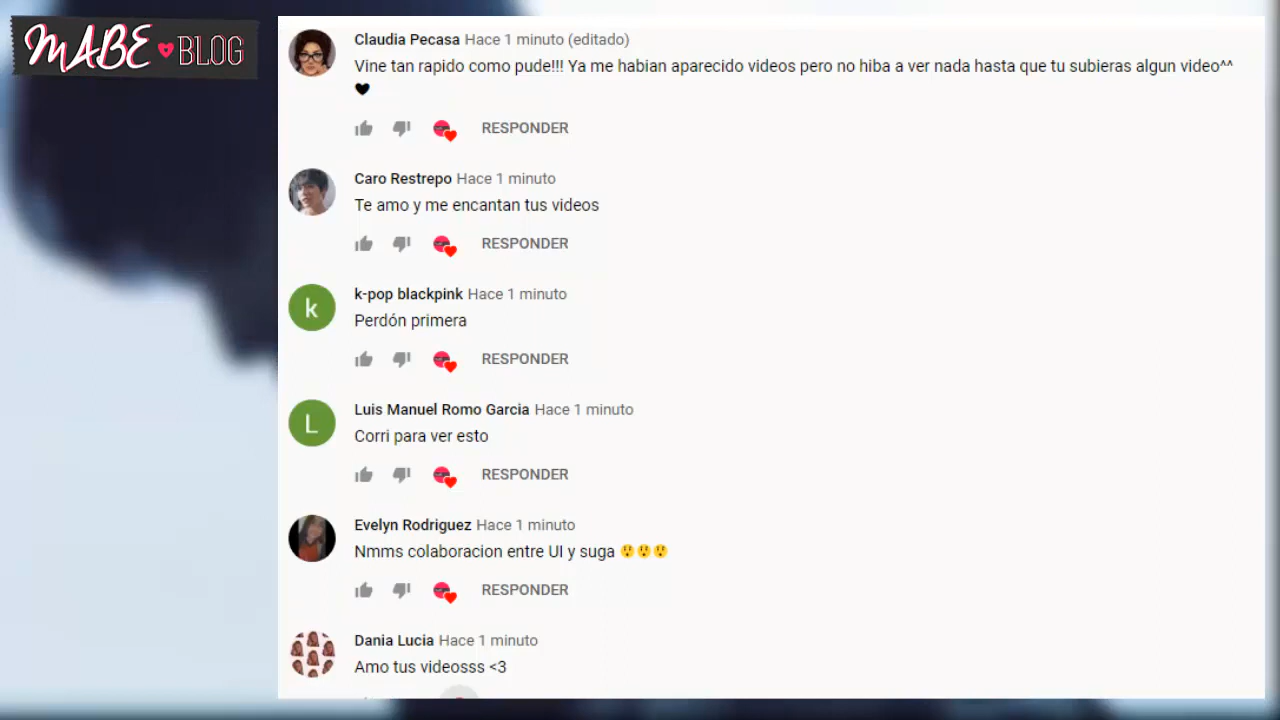 MABE BLOG
Claudia Pecasa Hace 1 minuto (editado)
Vine tan rapido como pude!!! Ya me habian aparecido videos pero no hiba a ver nada hasta que tu subieras algun video^^
🖤
RESPONDER
Caro Restrepo Hace 1 minuto
Te amo y me encantan tus videos
RESPONDER
k
k-pop blackpink Hace 1 minuto
Perdón primera
RESPONDER
L
Luis Manuel Romo Garcia Hace 1 minuto
Corri para ver esto
RESPONDER
Evelyn Rodriguez Hace 1 minuto
Nmms colaboracion entre UI y suga 😲😲😲
RESPONDER
Dania Lucia Hace 1 minuto
Amo tus videosss <3